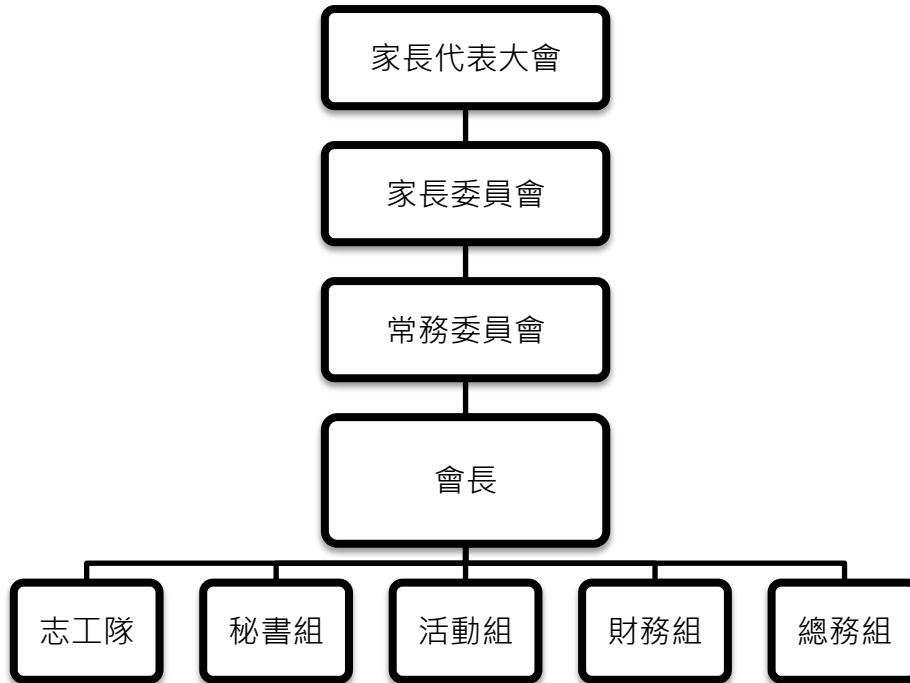 家長代表大會
家長委員會
常務委員會
會長
志工隊
秘書組
活動組
財務組
總務組